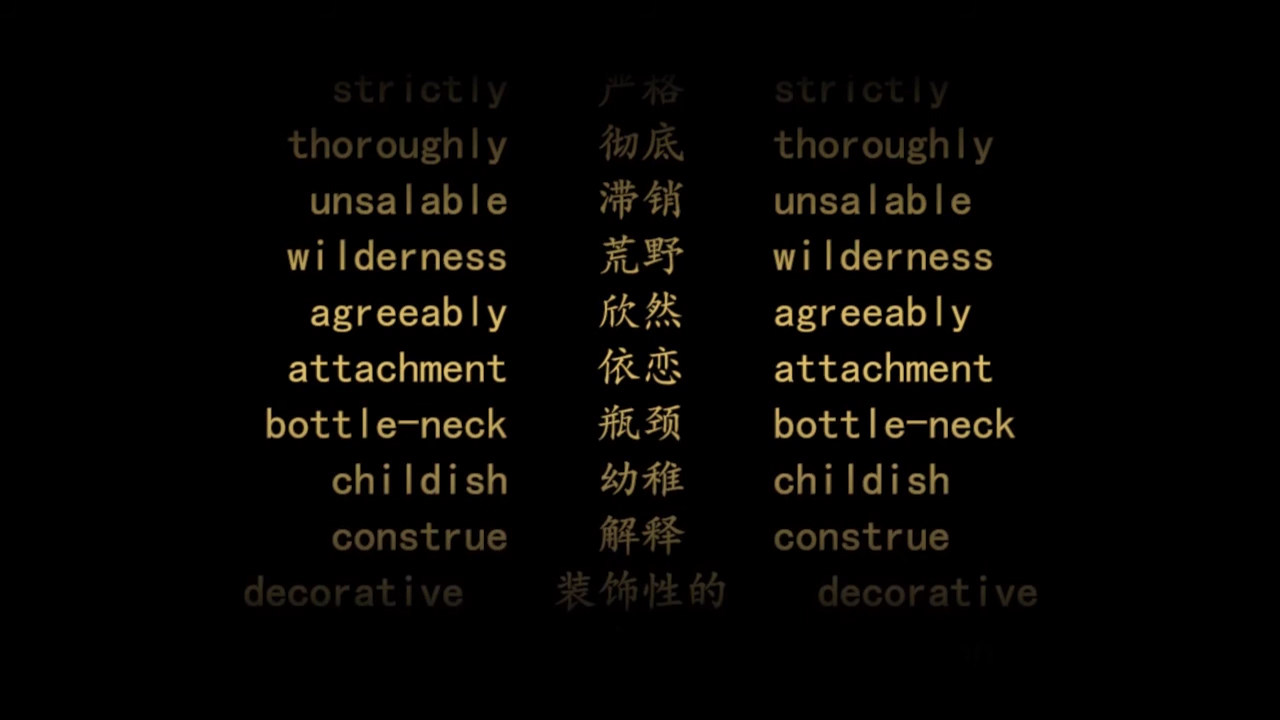 strictly 严格 strictly
thoroughly 彻底 thoroughly
unsalable 滞销 unsalable
wilderness 荒野 wilderness
agreeably 欣然 agreeably
attachment 依恋 attachment
bottle-neck 瓶颈 bottle-neck
childish 幼稚 childish
construe 解释 construe
decorative 装饰性的 decorative